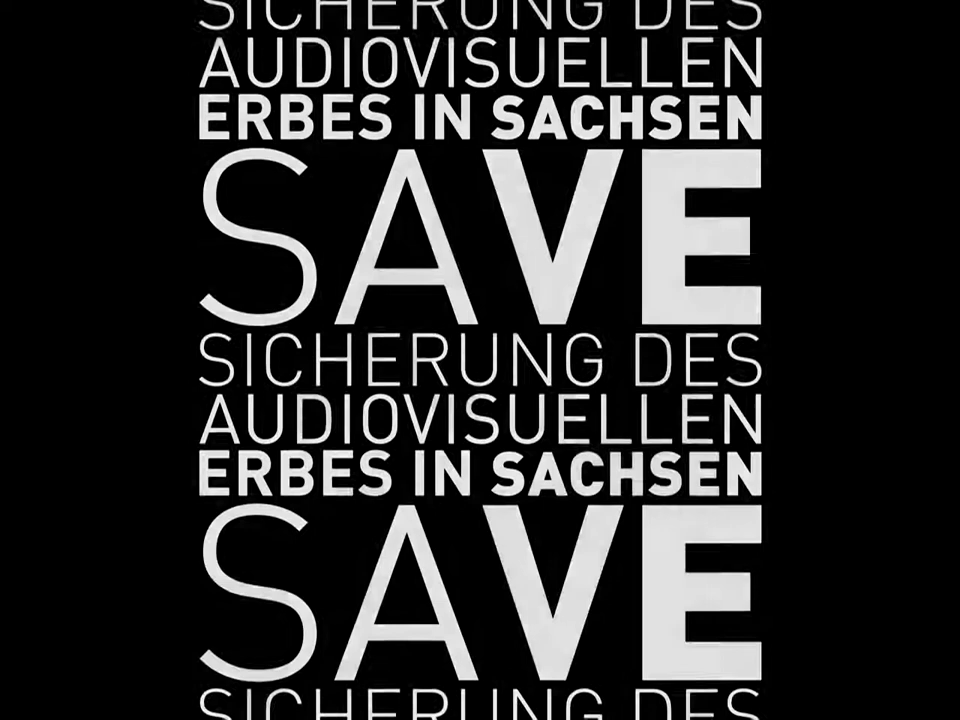 SICHERUNG DES
AUDIOVISUELLEN
ERBES IN SACHSEN
SAVE
SICHERUNG DES
AUDIOVISUELLEN
ERBES IN SACHSEN
SAVE
SICHERUNG DES